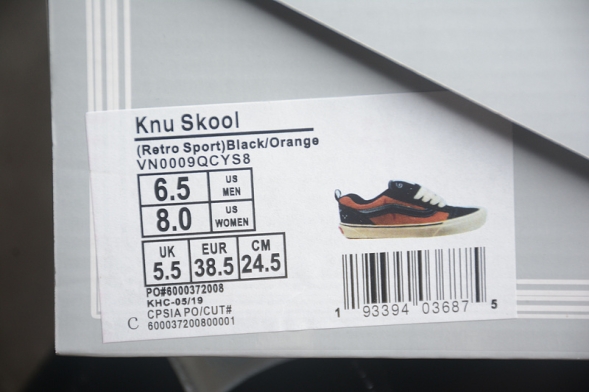 Knu Skool
(Retro Sport)Black/Orange
VN0009QCYS8
6.5 US MEN
8.0 US WOMEN
UK EUR CM
5.5 38.5 24.5
PO#6000372008
KHC-05/19
CPSIA PO/CUT#
C 600037200800001
1 93394 03687 5